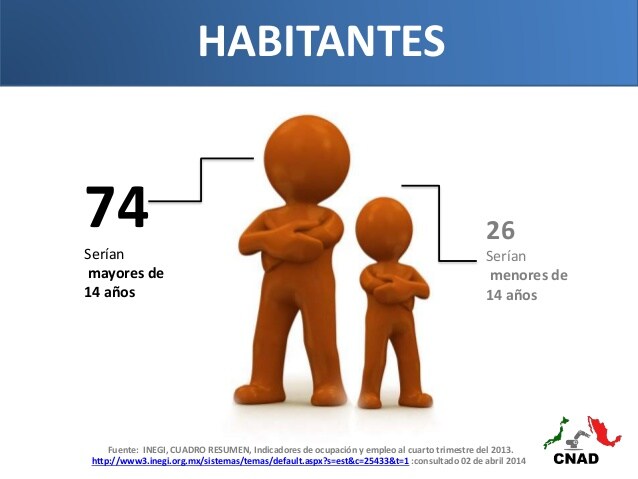 HABITANTES
74
Serían
mayores de
14 años
26
Serían
menores de
14 años
Fuente: INEGI, CUADRO RESUMEN, Indicadores de ocupación y empleo al cuarto trimestre del 2013.
http://www3.inegi.org.mx/sistemas/temas/default.aspx?s=est&c=25433&t=1 :consultado 02 de abril 2014
CNAD